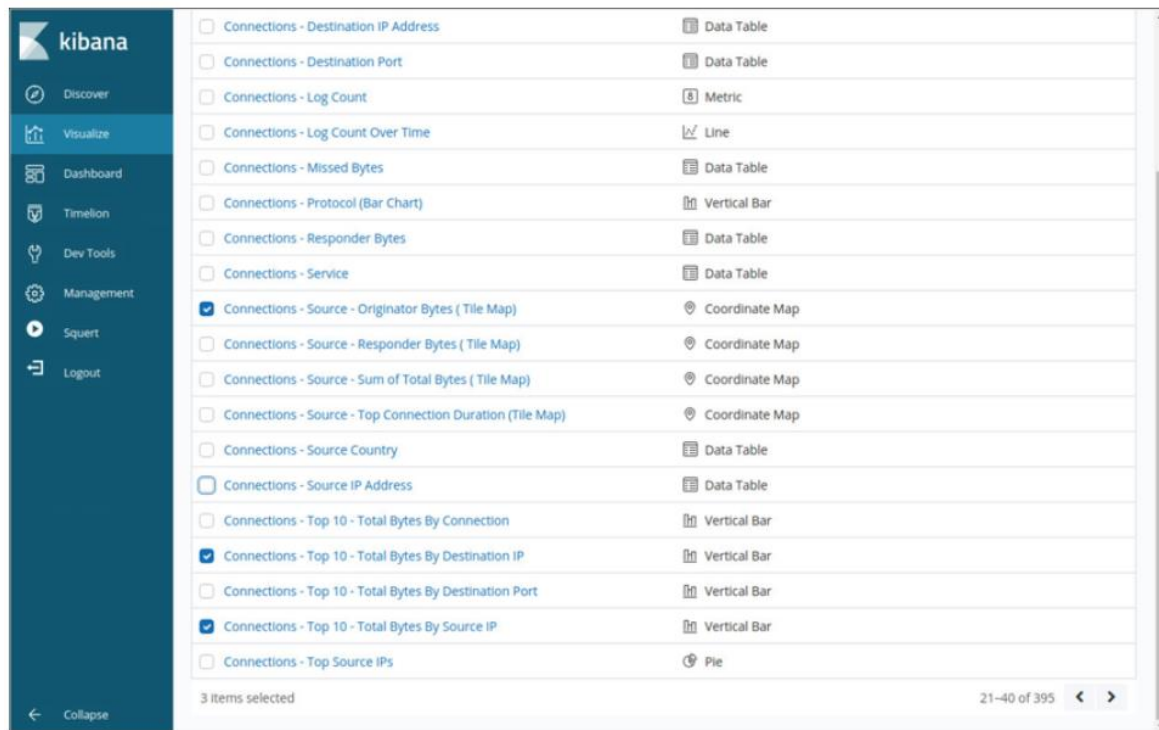 kibana
Discover
Visualize
Dashboard
Timelion
Dev Tools
Management
Squert
Logout
Collapse
Connections - Destination IP Address Data Table
Connections - Destination Port Data Table
Connections - Log Count 8 Metric
Connections - Log Count Over Time Line
Connections - Missed Bytes Data Table
Connections - Protocol (Bar Chart) Vertical Bar
Connections - Responder Bytes Data Table
Connections - Service Data Table
Connections - Source - Originator Bytes ( Tile Map) Coordinate Map
Connections - Source - Responder Bytes ( Tile Map) Coordinate Map
Connections - Source - Sum of Total Bytes ( Tile Map) Coordinate Map
Connections - Source - Top Connection Duration (Tile Map) Coordinate Map
Connections - Source Country Data Table
Connections - Source IP Address Data Table
Connections - Top 10 - Total Bytes By Connection Vertical Bar
Connections - Top 10 - Total Bytes By Destination IP Vertical Bar
Connections - Top 10 - Total Bytes By Destination Port Vertical Bar
Connections - Top 10 - Total Bytes By Source IP Vertical Bar
Connections - Top Source IPs Pie
3 items selected 21–40 of 395